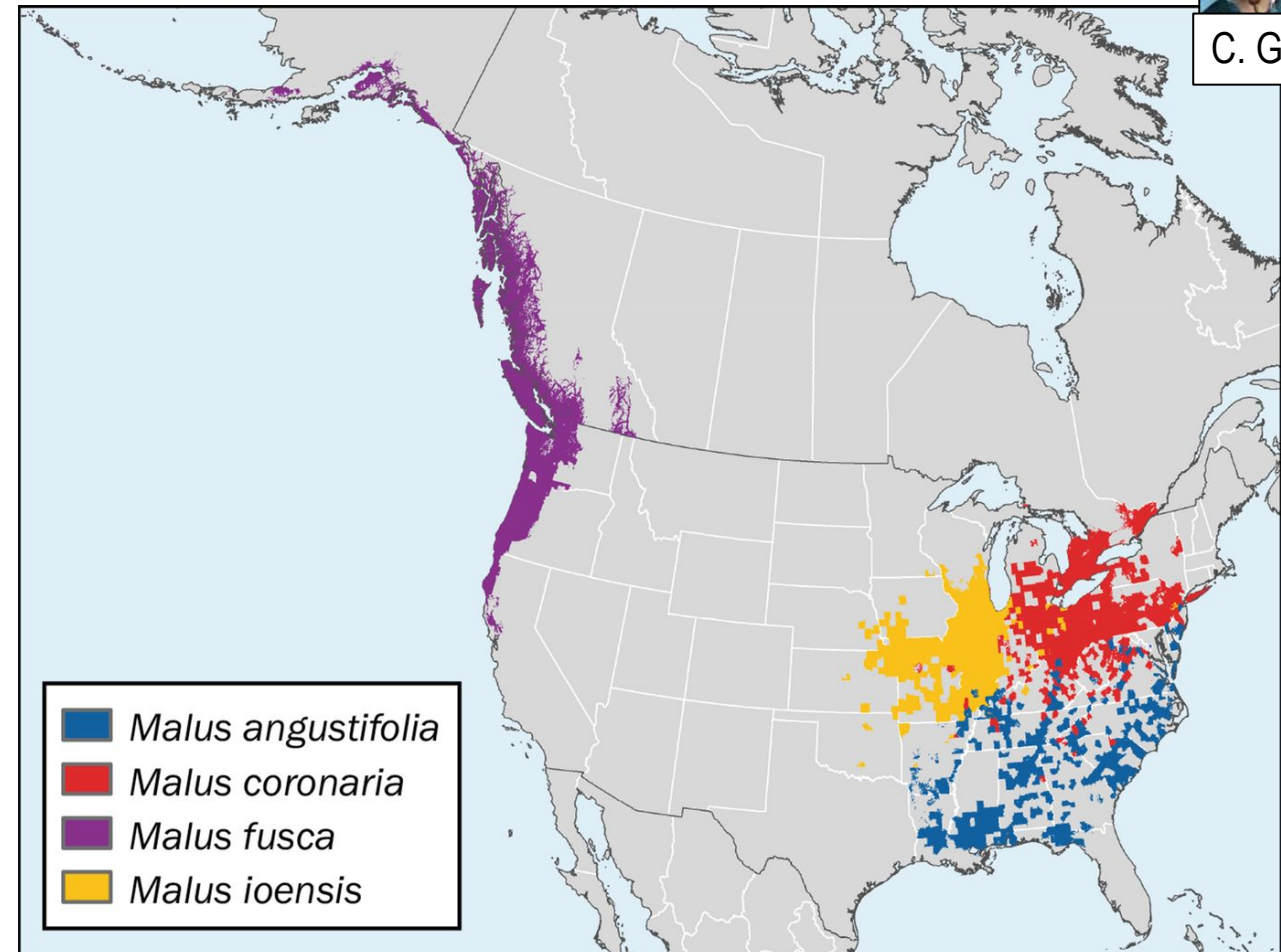 C. G
Malus angustifolia
Malus coronaria
Malus fusca
Malus ioensis